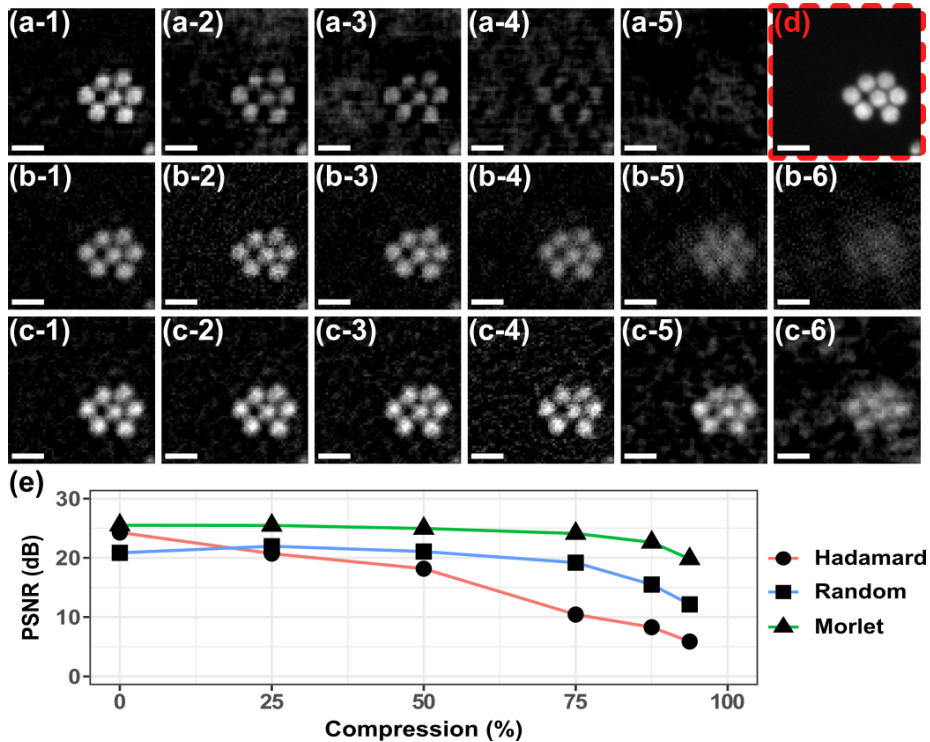 (a-1) (a-2) (a-3) (a-4) (a-5) (d)
(b-1) (b-2) (b-3) (b-4) (b-5) (b-6)
(c-1) (c-2) (c-3) (c-4) (c-5) (c-6)
(e)
30
20
10
0
PSNR (dB)
0 25 50 75 100
Compression (%)
Hadamard
Random
Morlet